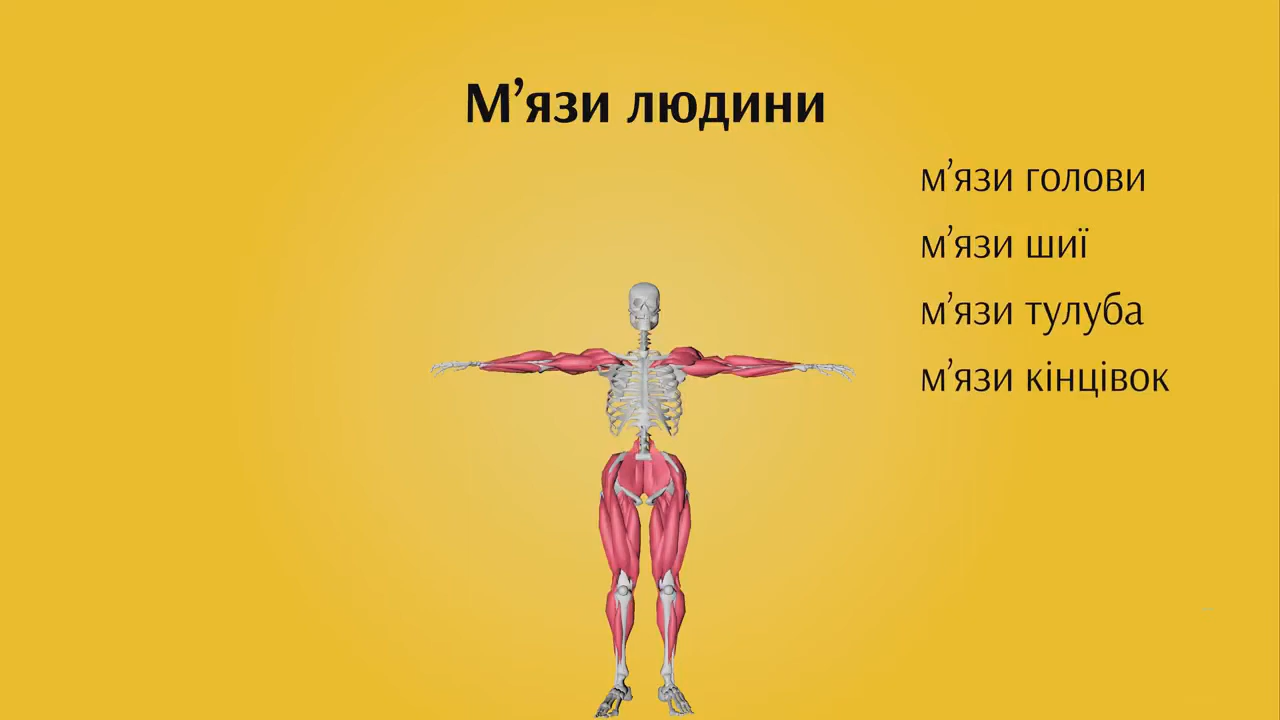 М’язи людини
м’язи голови
м’язи шиї
м’язи тулуба
м’язи кінцівок